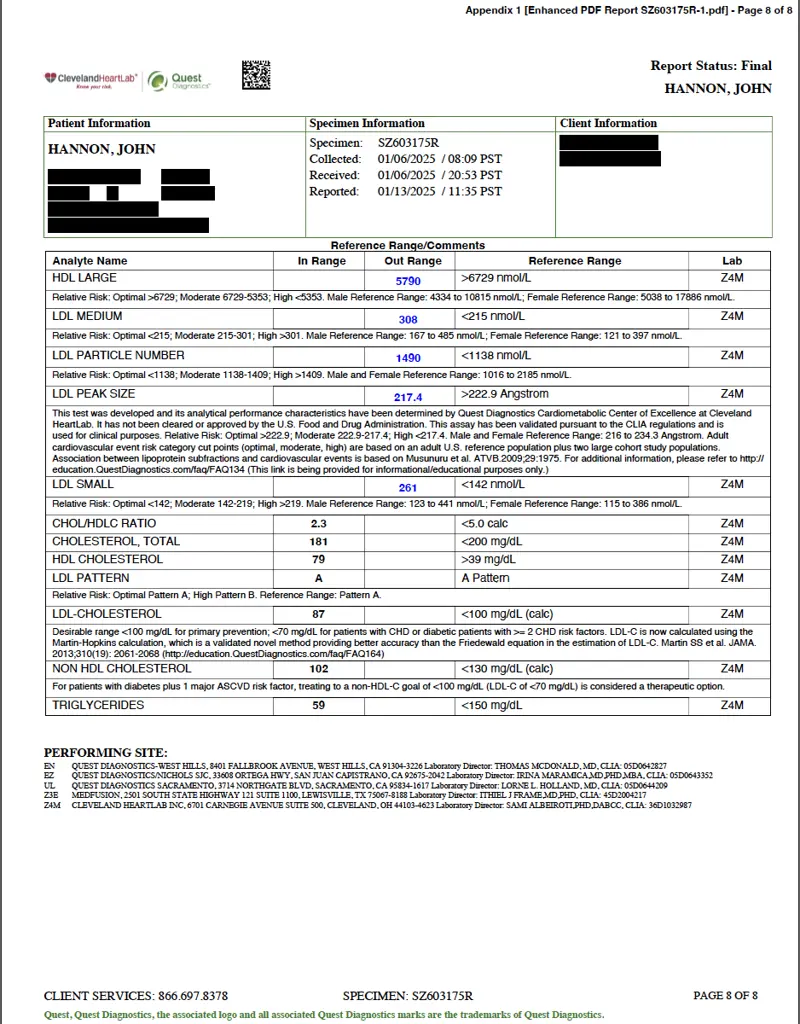 Appendix 1 [Enhanced PDF Report SZ603175R-1.pdf] - Page 8 of 8
ClevelandHeartLab®
Know your risk.
Quest
Diagnostics®
Report Status: Final
HANNON, JOHN
Patient Information
Specimen Information
Client Information
HANNON, JOHN
Specimen: SZ603175R
Collected: 01/06/2025 / 08:09 PST
Received: 01/06/2025 / 20:53 PST
Reported: 01/13/2025 / 11:35 PST
Reference Range/Comments
Analyte Name In Range Out Range Reference Range Lab
HDL LARGE 5790 >6729 nmol/L Z4M
Relative Risk: Optimal >6729; Moderate 6729-5353; High <5353. Male Reference Range: 4334 to 10815 nmol/L; Female Reference Range: 5038 to 17886 nmol/L.
LDL MEDIUM 308 <215 nmol/L Z4M
Relative Risk: Optimal <215; Moderate 215-301; High >301. Male Reference Range: 167 to 485 nmol/L; Female Reference Range: 121 to 397 nmol/L.
LDL PARTICLE NUMBER 1490 <1138 nmol/L Z4M
Relative Risk: Optimal <1138; Moderate 1138-1409; High >1409. Male and Female Reference Range: 1016 to 2185 nmol/L.
LDL PEAK SIZE 217.4 >222.9 Angstrom Z4M
This test was developed and its analytical performance characteristics have been determined by Quest Diagnostics Cardiometabolic Center of Excellence at Cleveland
HeartLab. It has not been cleared or approved by the U.S. Food and Drug Administration. This assay has been validated pursuant to the CLIA regulations and is
used for clinical purposes. Relative Risk: Optimal >222.9; Moderate 222.9-217.4; High <217.4. Male and Female Reference Range: 216 to 234.3 Angstrom. Adult
cardiovascular event risk category cut points (optimal, moderate, high) are based on an adult U.S. reference population plus two large cohort study populations.
Association between lipoprotein subfractions and cardiovascular events is based on Musunuru et al. ATVB.2009;29:1975. For additional information, please refer to http://
education.QuestDiagnostics.com/faq/FAQ134 (This link is being provided for informational/educational purposes only.)
LDL SMALL 261 <142 nmol/L Z4M
Relative Risk: Optimal <142; Moderate 142-219; High >219. Male Reference Range: 123 to 441 nmol/L; Female Reference Range: 115 to 386 nmol/L.
CHOL/HDLC RATIO 2.3 <5.0 calc Z4M
CHOLESTEROL, TOTAL 181 <200 mg/dL Z4M
HDL CHOLESTEROL 79 >39 mg/dL Z4M
LDL PATTERN A A Pattern Z4M
Relative Risk: Optimal Pattern A; High Pattern B. Reference Range: Pattern A.
LDL-CHOLESTEROL 87 <100 mg/dL (calc) Z4M
Desirable range <100 mg/dL for primary prevention; <70 mg/dL for patients with CHD or diabetic patients with >= 2 CHD risk factors. LDL-C is now calculated using the
Martin-Hopkins calculation, which is a validated novel method providing better accuracy than the Friedewald equation in the estimation of LDL-C. Martin SS et al. JAMA.
2013;310(19): 2061-2068 (http://education.QuestDiagnostics.com/faq/FAQ164)
NON HDL CHOLESTEROL 102 <130 mg/dL (calc) Z4M
For patients with diabetes plus 1 major ASCVD risk factor, treating to a non-HDL-C goal of <100 mg/dL (LDL-C of <70 mg/dL) is considered a therapeutic option.
TRIGLYCERIDES 59 <150 mg/dL Z4M
PERFORMING SITE:
EN QUEST DIAGNOSTICS-WEST HILLS, 8401 FALLBROOK AVENUE, WEST HILLS, CA 91304-3226 Laboratory Director: THOMAS MCDONALD, MD, CLIA: 05D0642827
EZ QUEST DIAGNOSTICS/NICHOLS SJC, 33608 ORTEGA HWY, SAN JUAN CAPISTRANO, CA 92675-2042 Laboratory Director: IRINA MARAMICA,MD,PHD,MBA, CLIA: 05D0643352
UL QUEST DIAGNOSTICS SACRAMENTO, 3714 NORTHGATE BLVD, SACRAMENTO, CA 95834-1617 Laboratory Director: LORNE L. HOLLAND, MD, CLIA: 05D0644209
Z3E MEDFUSION, 2501 SOUTH STATE HIGHWAY 121 SUITE 1100, LEWISVILLE, TX 75067-8188 Laboratory Director: ITHIEL J FRAME,MD,PHD, CLIA: 45D2004217
Z4M CLEVELAND HEARTLAB INC, 6701 CARNEGIE AVENUE SUITE 500, CLEVELAND, OH 44103-4623 Laboratory Director: SAMI ALBEIROTI,PHD,DABCC, CLIA: 36D1032987
CLIENT SERVICES: 866.697.8378 SPECIMEN: SZ603175R PAGE 8 OF 8
Quest, Quest Diagnostics, the associated logo and all associated Quest Diagnostics marks are the trademarks of Quest Diagnostics.